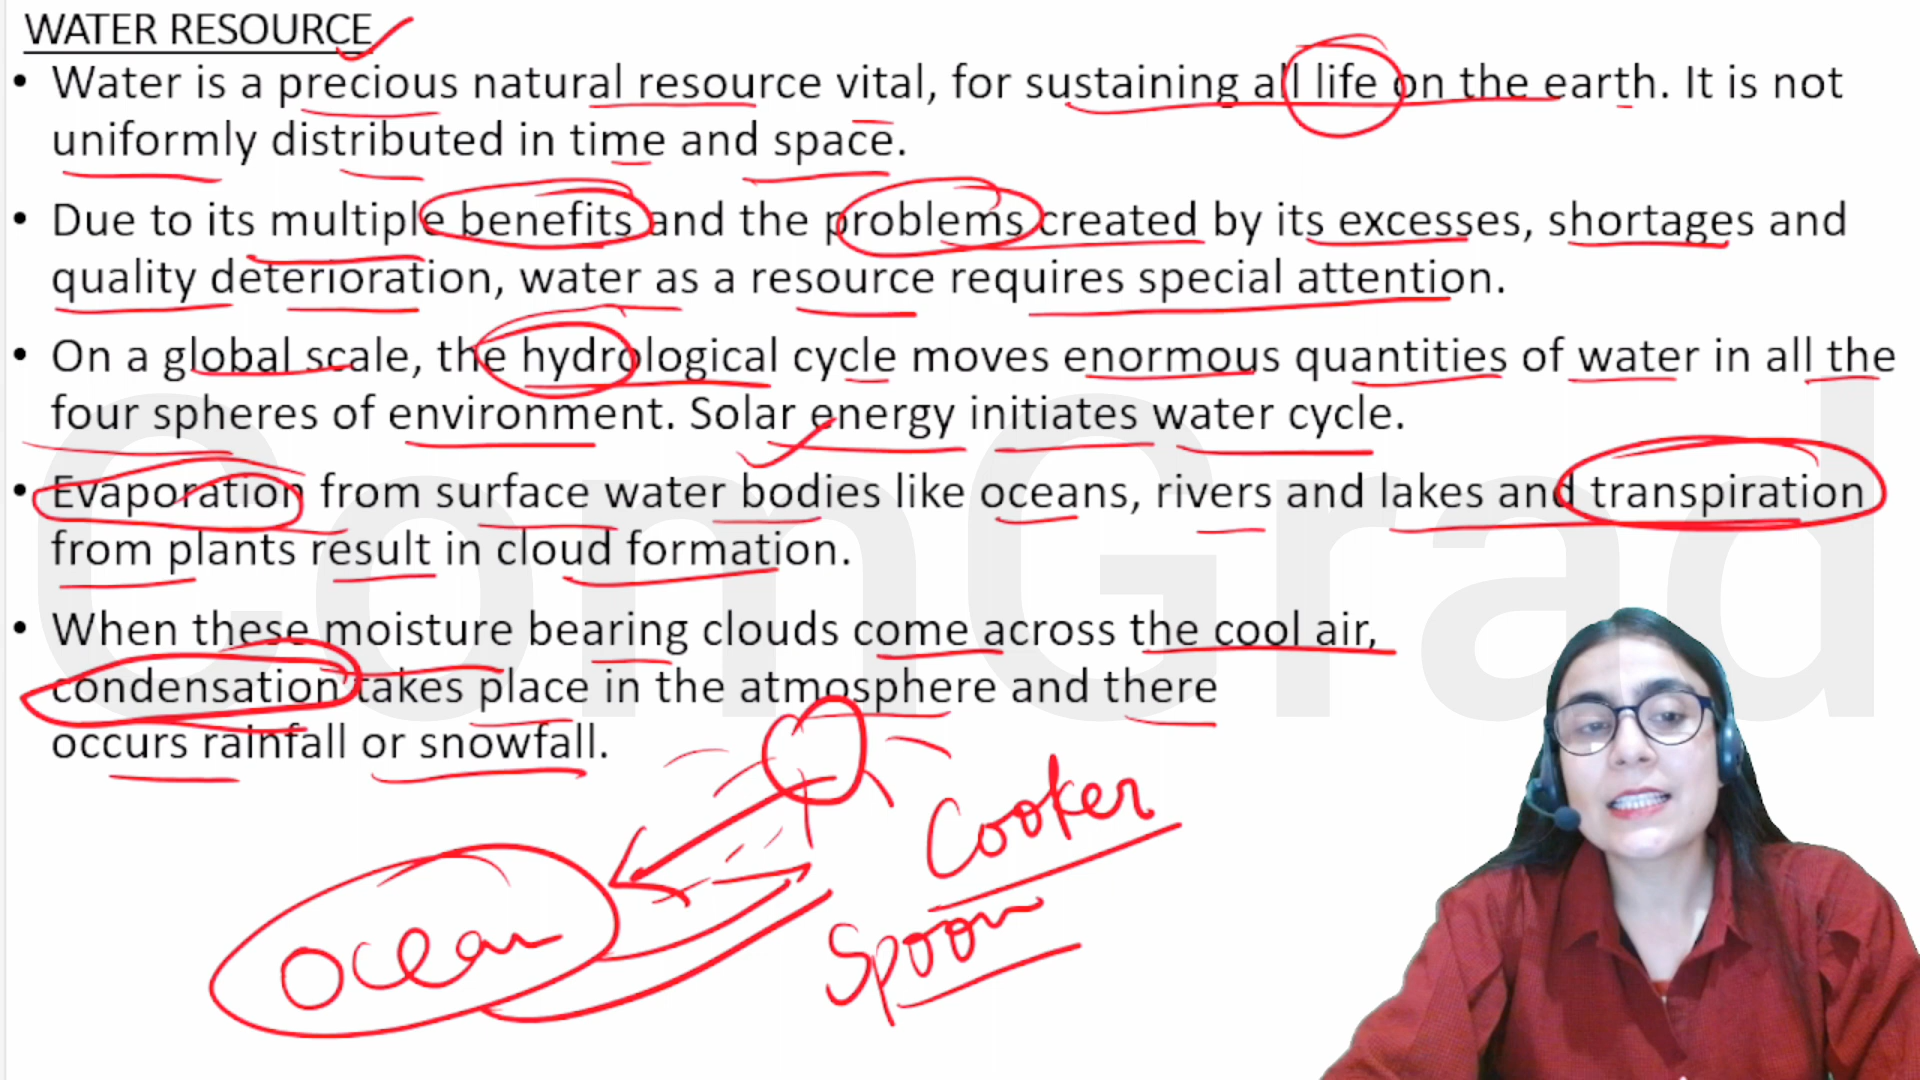 WATER RESOURCE
• Water is a precious natural resource vital, for sustaining all life on the earth. It is not
uniformly distributed in time and space.
• Due to its multiple benefits and the problems created by its excesses, shortages and
quality deterioration, water as a resource requires special attention.
• On a global scale, the hydrological cycle moves enormous quantities of water in all the
four spheres of environment. Solar energy initiates water cycle.
• Evaporation from surface water bodies like oceans, rivers and lakes and transpiration
from plants result in cloud formation.
• When these moisture bearing clouds come across the cool air,
condensation takes place in the atmosphere and there
occurs rainfall or snowfall.
Cooker
Spoon
Ocean
ComGrad